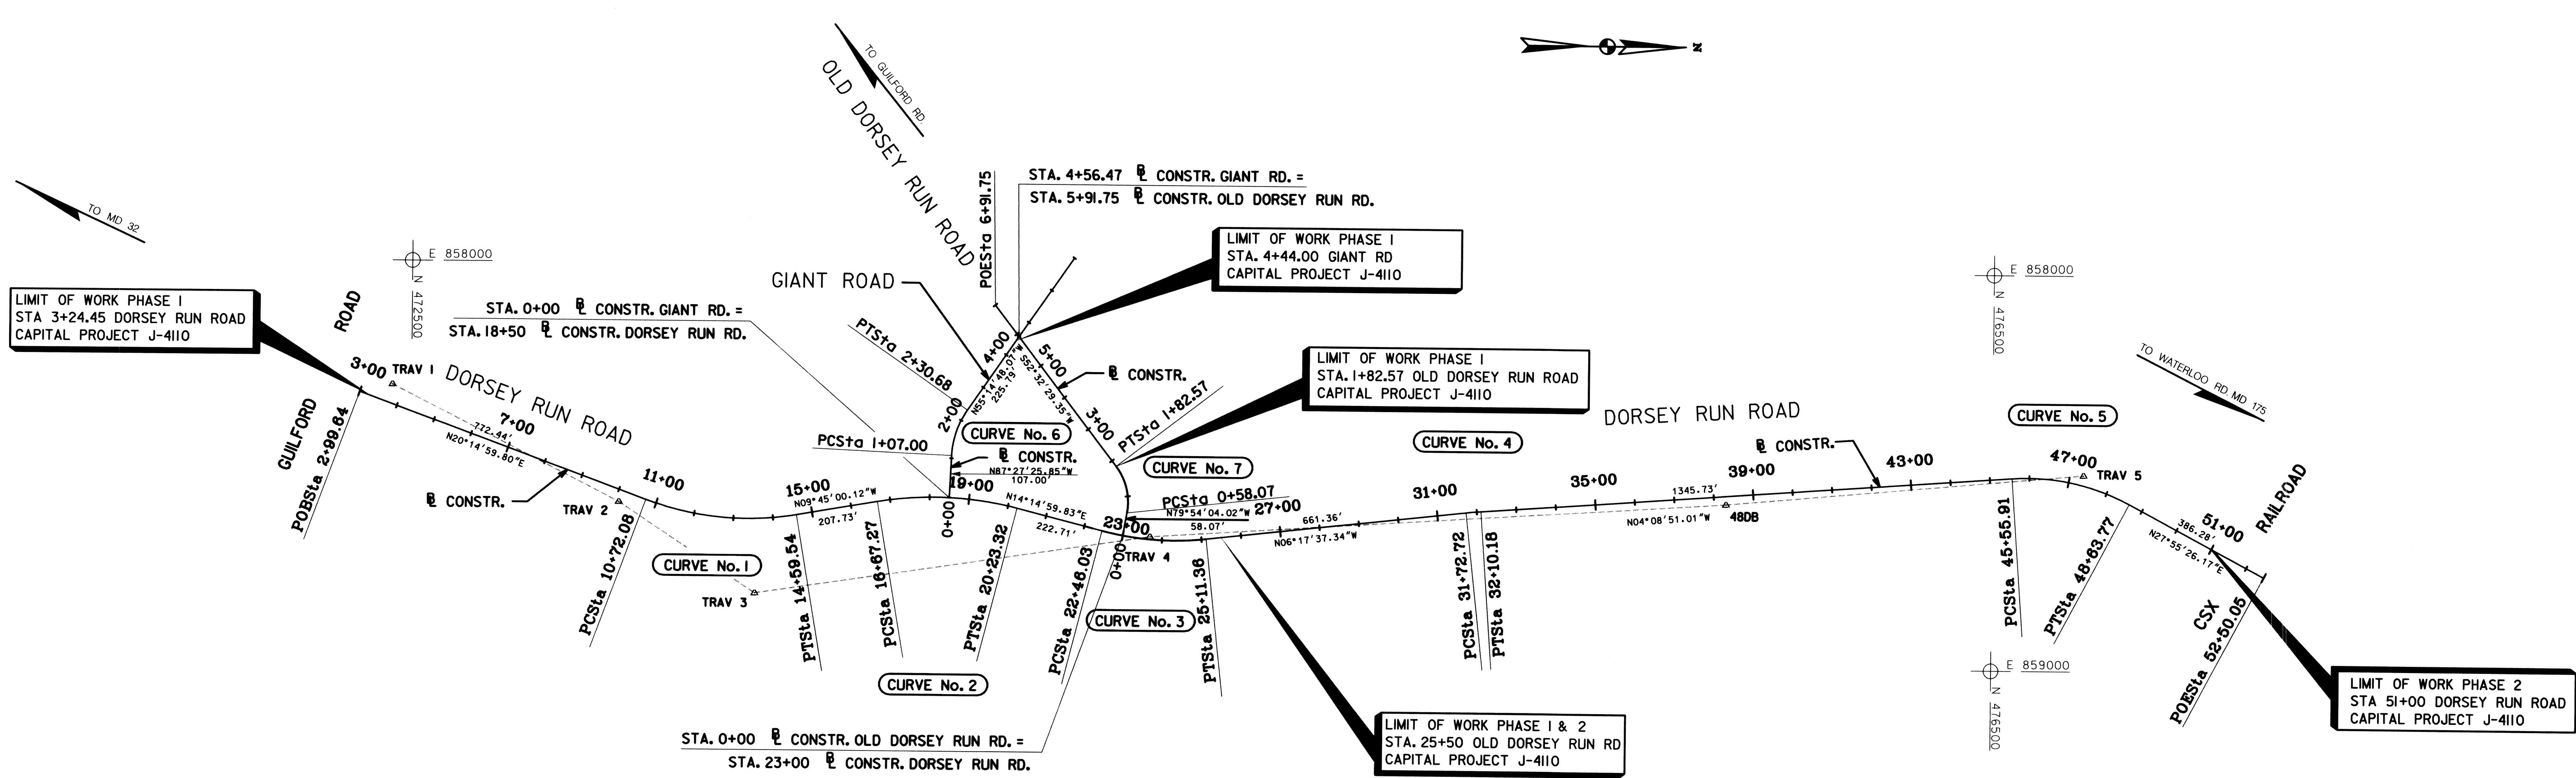 TO GUILFORD RD.
OLD DORSEY RUN ROAD
N
TO MD 32
E 858000
N 472500
LIMIT OF WORK PHASE 1
STA 3+24.45 DORSEY RUN ROAD
CAPITAL PROJECT J-4110
GUILFORD ROAD
3+00
TRAV 1
DORSEY RUN ROAD
POBSta 2+99.64
772.44'
N20°14'59.80"E
7+00
℄ CONSTR.
TRAV 2
11+00
PCSta 10+72.08
CURVE No. 1
TRAV 3
STA. 0+00 ℄ CONSTR. GIANT RD. =
STA. 18+50 ℄ CONSTR. DORSEY RUN RD.
GIANT ROAD
15+00
N09°45'00.12"W
207.73'
PTSta 14+59.54
PCSta 16+67.27
CURVE No. 2
PCSta 1+07.00
PTSta 2+30.68
2+00
4+00
N55°14'48.07"W
225.79'
CURVE No. 6
℄ CONSTR.
N87°27'25.85"W
107.00'
0+00
19+00
N14°14'59.83"E
222.71'
PTSta 20+23.32
PCSta 22+46.03
23+00
0+00
TRAV 4
CURVE No. 3
STA. 0+00 ℄ CONSTR. OLD DORSEY RUN RD. =
STA. 23+00 ℄ CONSTR. DORSEY RUN RD.
POESta 6+91.75
STA. 4+56.47 ℄ CONSTR. GIANT RD. =
STA. 5+91.75 ℄ CONSTR. OLD DORSEY RUN RD.
LIMIT OF WORK PHASE 1
STA. 4+44.00 GIANT RD
CAPITAL PROJECT J-4110
5+00
S52°32'29.35"W
℄ CONSTR.
3+00
PTSta 1+82.57
LIMIT OF WORK PHASE 1
STA. 1+82.57 OLD DORSEY RUN ROAD
CAPITAL PROJECT J-4110
CURVE No. 7
PCSta 0+58.07
N79°54'04.02"W
58.07'
27+00
661.36'
N06°17'37.34"W
PTSta 25+11.36
LIMIT OF WORK PHASE 1 & 2
STA. 25+50 OLD DORSEY RUN RD
CAPITAL PROJECT J-4110
CURVE No. 4
31+00
PCSta 31+72.72
PTSta 32+10.18
DORSEY RUN ROAD
35+00
1345.73'
N04°08'51.01"W
48DB
39+00
℄ CONSTR.
43+00
E 858000
N 476500
CURVE No. 5
47+00
TRAV 5
PCSta 45+55.91
PTSta 48+63.77
TO WATERLOO RD. MD 175
386.28'
N27°55'26.17"E
51+00
CSX RAILROAD
POESta 52+50.05
E 859000
N 476500
LIMIT OF WORK PHASE 2
STA 51+00 DORSEY RUN ROAD
CAPITAL PROJECT J-4110